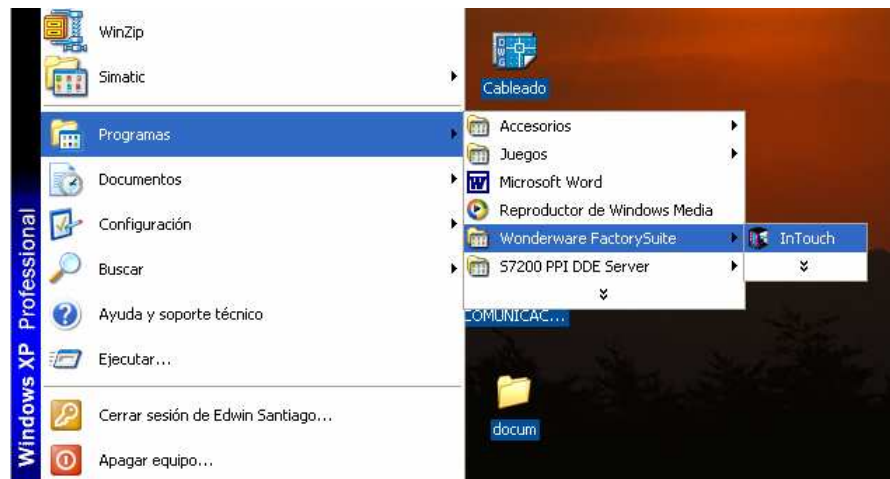 WinZip
Simatic
Programas
Documentos
Configuración
Buscar
Ayuda y soporte técnico
Ejecutar...
Cerrar sesión de Edwin Santiago...
Apagar equipo...
Windows XP Professional
Accesorios
Juegos
Microsoft Word
Reproductor de Windows Media
Wonderware FactorySuite
S7200 PPI DDE Server
InTouch
DWG
Cableado
COMUNICAC...
docum